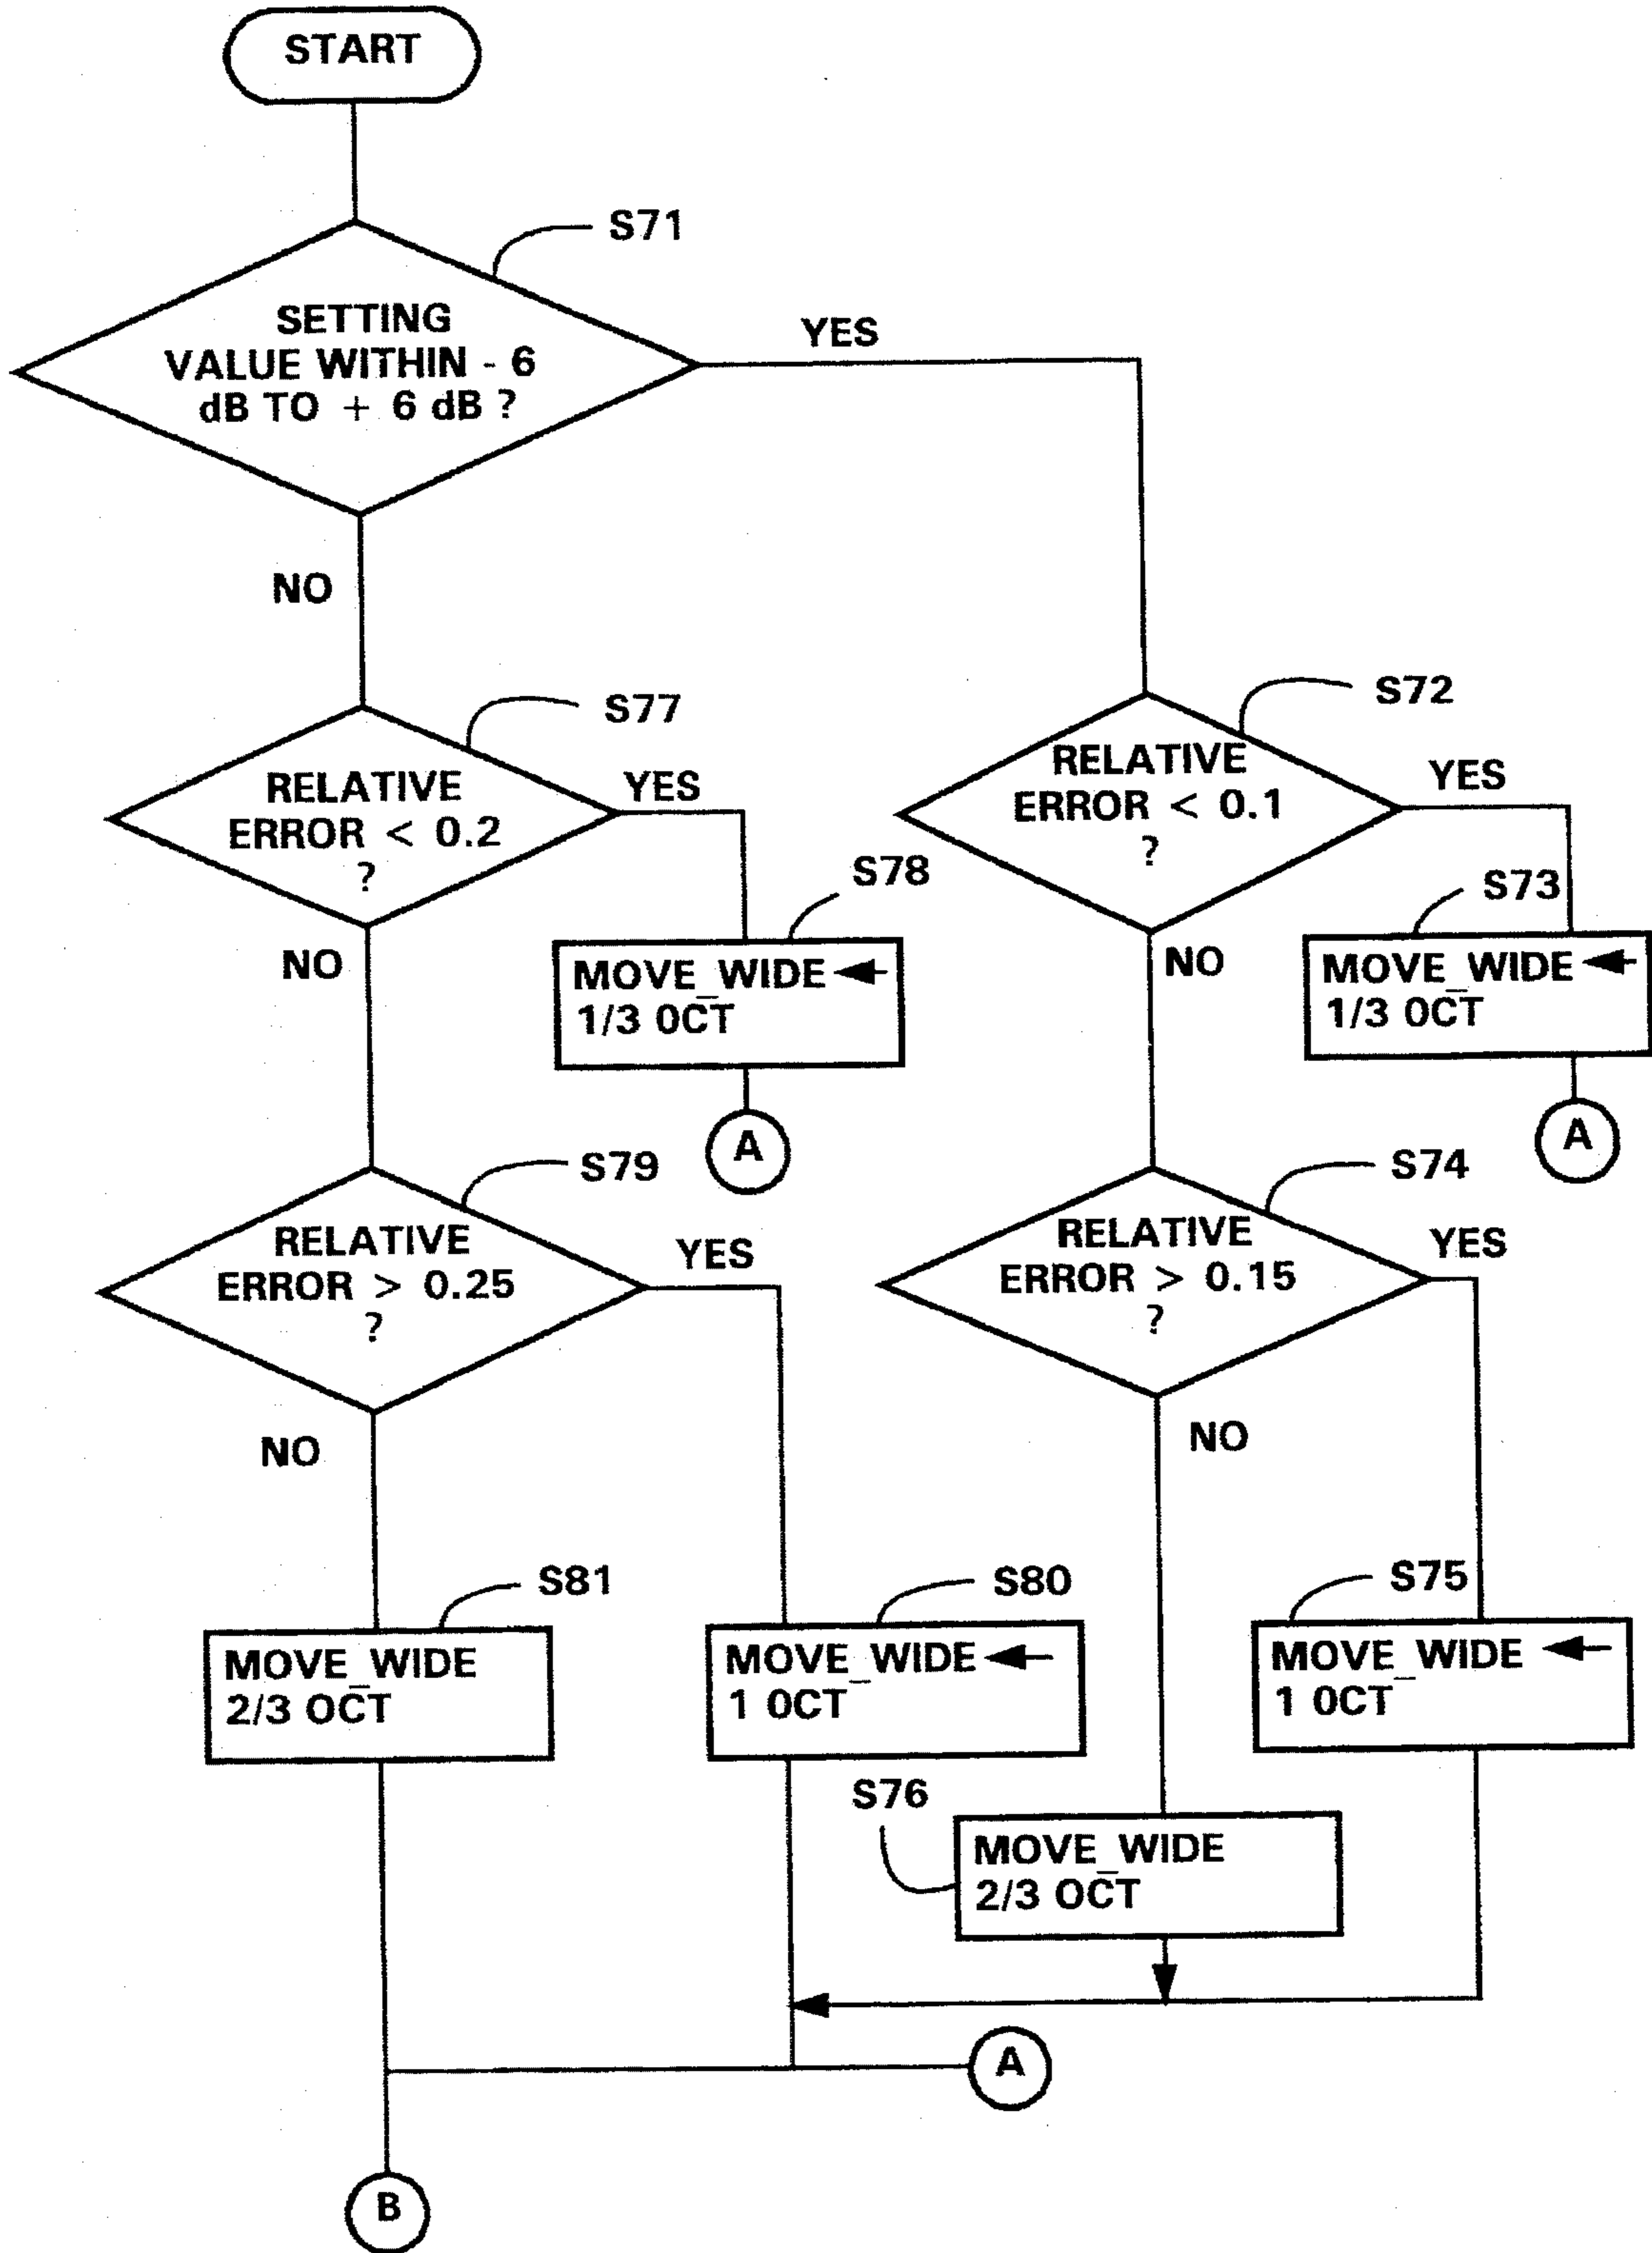 START
S71
SETTING
VALUE WITHIN - 6
dB TO + 6 dB ?
YES
NO
S77
RELATIVE
ERROR < 0.2
?
YES
NO
S78
MOVE_WIDE
1/3 OCT
A
S72
RELATIVE
ERROR < 0.1
?
YES
NO
S73
MOVE_WIDE
1/3 OCT
A
S79
RELATIVE
ERROR > 0.25
?
YES
NO
S74
RELATIVE
ERROR > 0.15
?
YES
NO
S81
MOVE_WIDE
2/3 OCT
S80
MOVE_WIDE
1 OCT
S75
MOVE_WIDE
1 OCT
S76
MOVE_WIDE
2/3 OCT
A
B